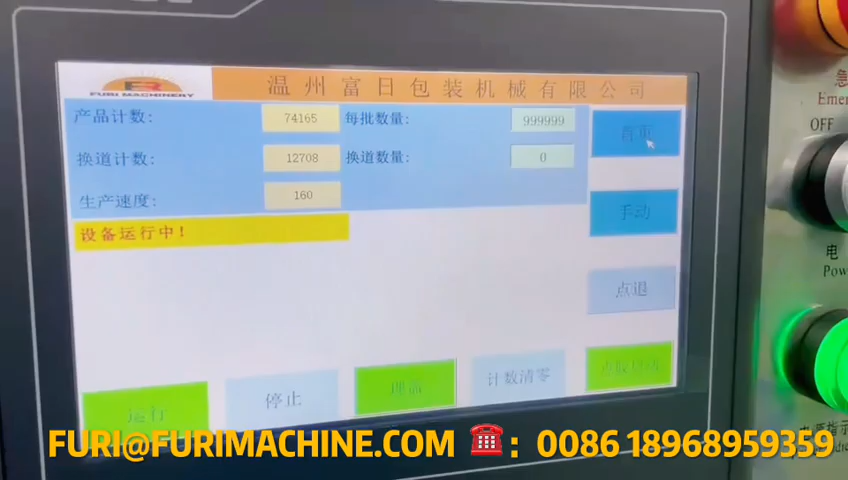 FURI MACHINERY
温州富日包装机械有限公司
产品计数: 74165 每批数量: 999999
首页
换道计数: 12708 换道数量: 0
生产速度: 160
手动
设备运行中!
点退
运行 停止 理盖 计数清零
急
Emer
OFF
电
Pow
FURI@FURIMACHINE.COM ☎: 0086 18968959359